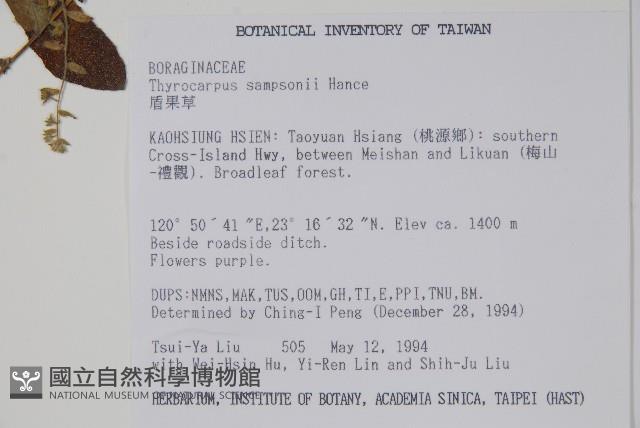 BOTANICAL INVENTORY OF TAIWAN
BORAGINACEAE
Thyrocarpus sampsonii Hance
盾果草
KAOHSIUNG HSIEN: Taoyuan Hsiang (桃源鄉): southern
Cross-Island Hwy, between Meishan and Likuan (梅山
-禮觀). Broadleaf forest.
120° 50´41 ″E,23° 16´32 ″N. Elev ca. 1400 m
Beside roadside ditch.
Flowers purple.
DUPS:NMNS,MAK,TUS,OOM,GH,TI,E,PPI,TNU,BM.
Determined by Ching-I Peng (December 28, 1994)
Tsui-Ya Liu 505 May 12, 1994
with Wei-Hsin Hu, Yi-Ren Lin and Shih-Ju Liu
國立自然科學博物館
NATIONAL MUSEUM OF NATURAL SCIENCE
HERBARIUM, INSTITUTE OF BOTANY, ACADEMIA SINICA, TAIPEI (HAST)